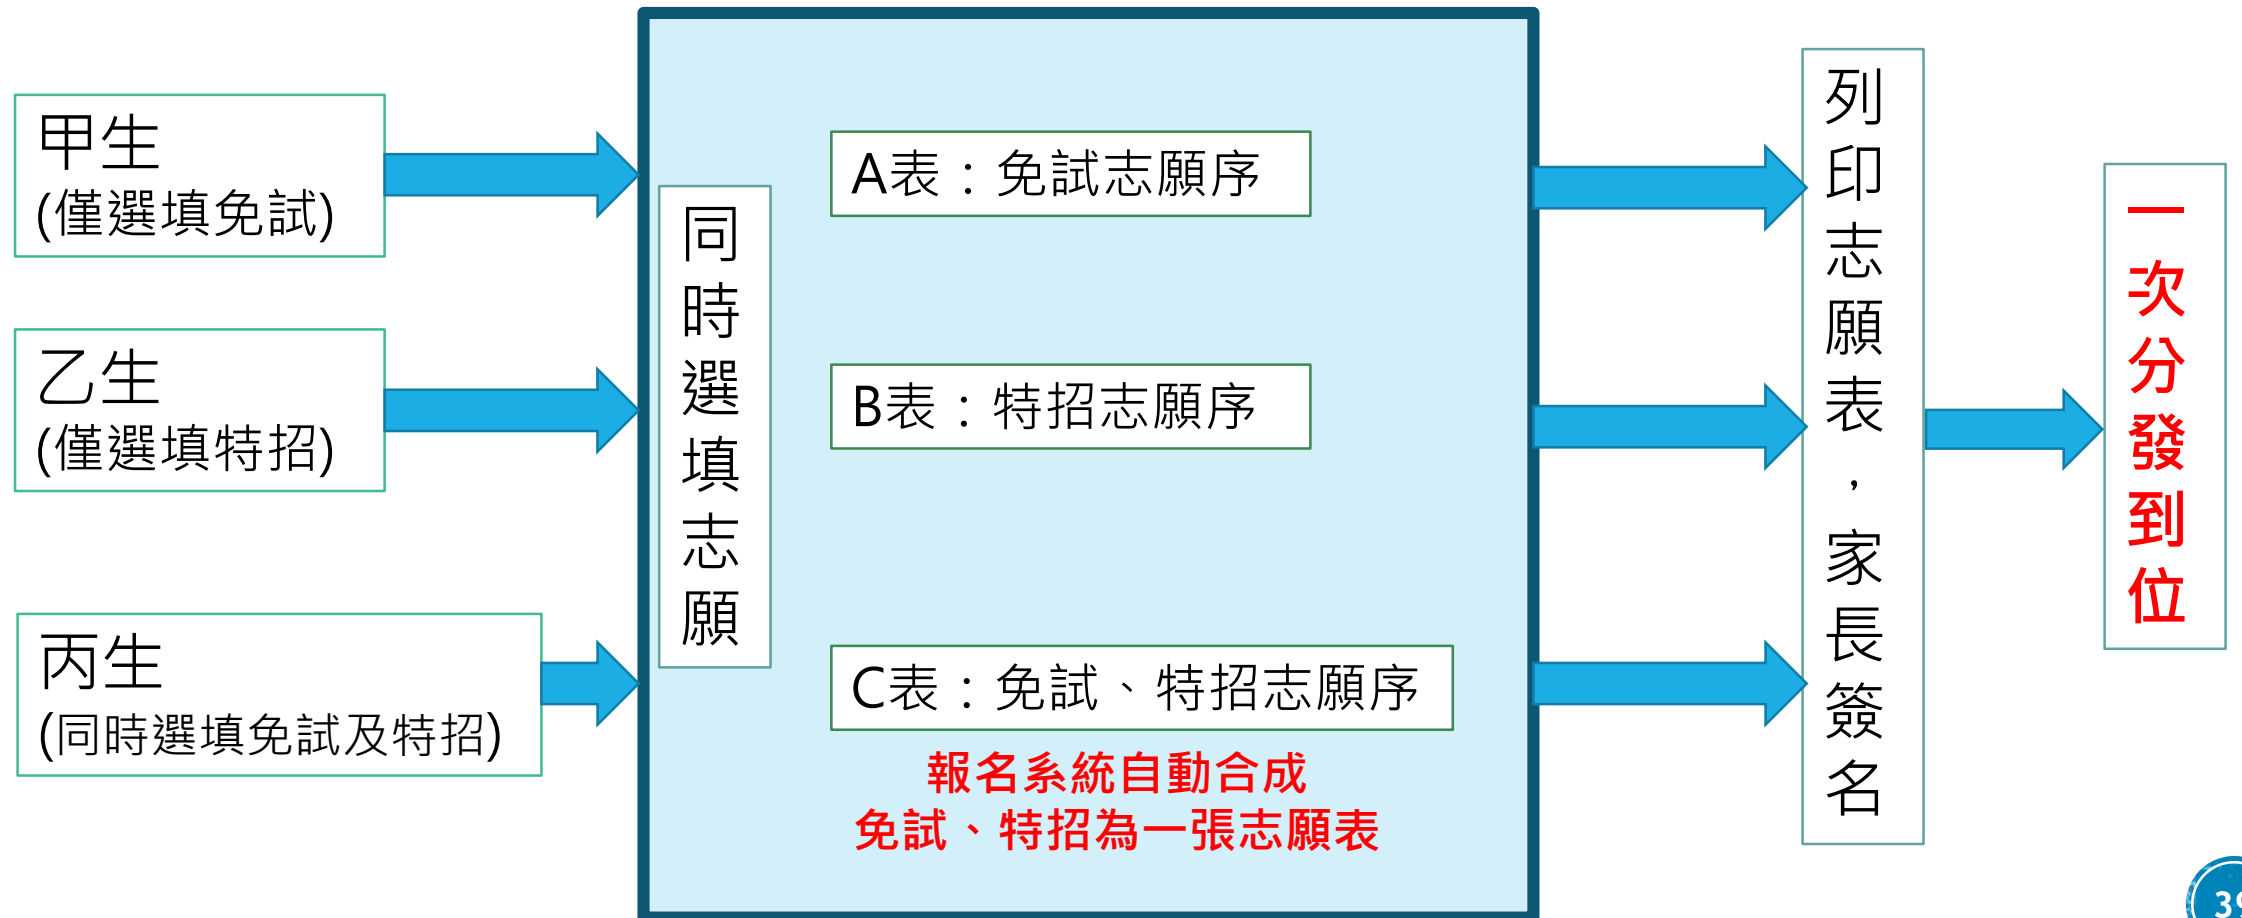 甲生
(僅選填免試)
乙生
(僅選填特招)
丙生
(同時選填免試及特招)
同時選填志願
A表：免試志願序
B表：特招志願序
C表：免試、特招志願序
報名系統自動合成
免試、特招為一張志願表
列印志願表，家長簽名
一次分發到位